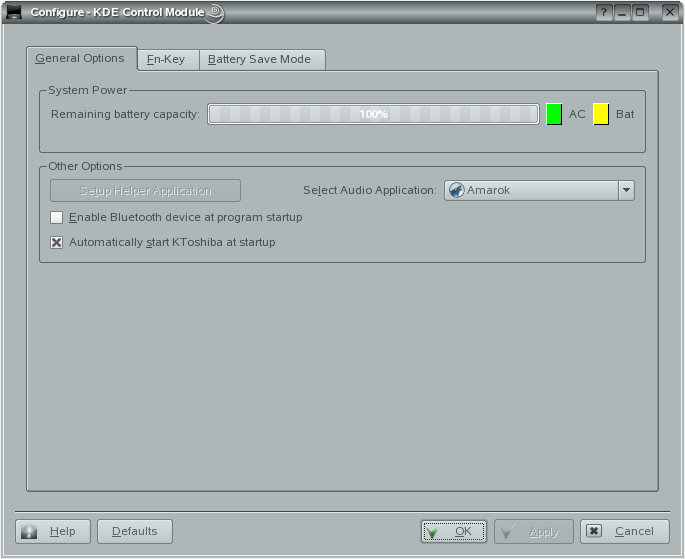 Configure - KDE Control Module
General Options
Fn-Key
Battery Save Mode
System Power
Remaining battery capacity:
100%
AC
Bat
Other Options
Setup Helper Application
Select Audio Application:
Amarok
Enable Bluetooth device at program startup
Automatically start KToshiba at startup
Help
Defaults
OK
Apply
Cancel